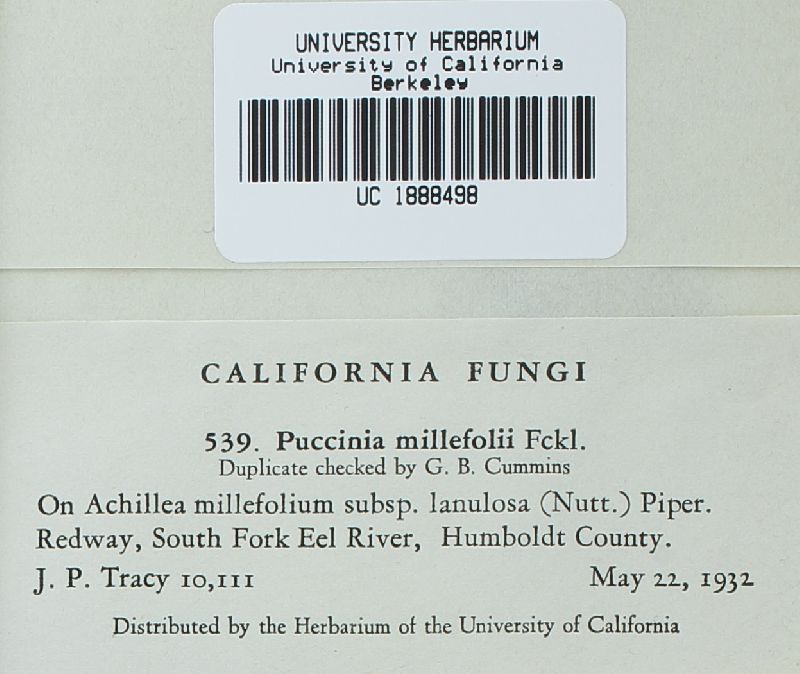 UNIVERSITY HERBARIUM
University of California
Berkeley
UC 1888498
CALIFORNIA FUNGI
539. Puccinia millefolii Fckl.
Duplicate checked by G. B. Cummins
On Achillea millefolium subsp. lanulosa (Nutt.) Piper.
Redway, South Fork Eel River, Humboldt County.
J. P. Tracy 10,111 May 22, 1932
Distributed by the Herbarium of the University of California